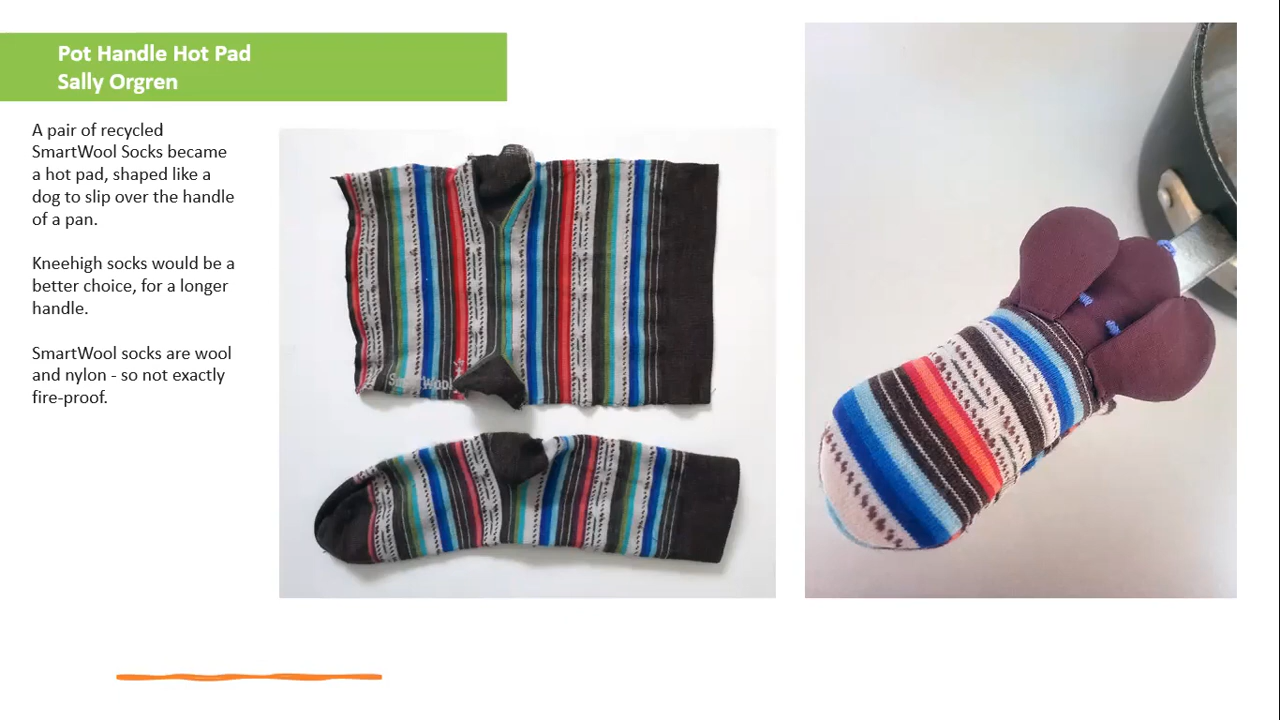 Pot Handle Hot Pad
Sally Orgren
A pair of recycled
SmartWool Socks became
a hot pad, shaped like a
dog to slip over the handle
of a pan.
Kneehigh socks would be a
better choice, for a longer
handle.
SmartWool socks are wool
and nylon - so not exactly
fire-proof.
SmartWool